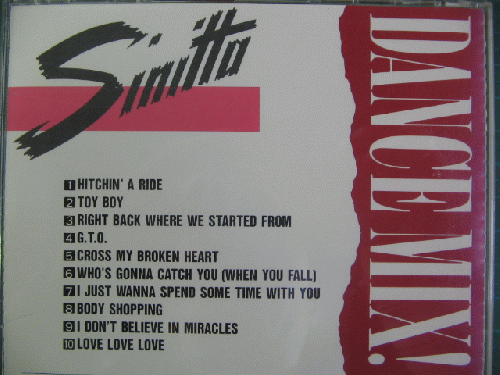 Sinitta
DANCE MIX!
1 HITCHIN' A RIDE
2 TOY BOY
3 RIGHT BACK WHERE WE STARTED FROM
4 G.T.O.
5 CROSS MY BROKEN HEART
6 WHO'S GONNA CATCH YOU (WHEN YOU FALL)
7 I JUST WANNA SPEND SOME TIME WITH YOU
8 BODY SHOPPING
9 I DON'T BELIEVE IN MIRACLES
10 LOVE LOVE LOVE